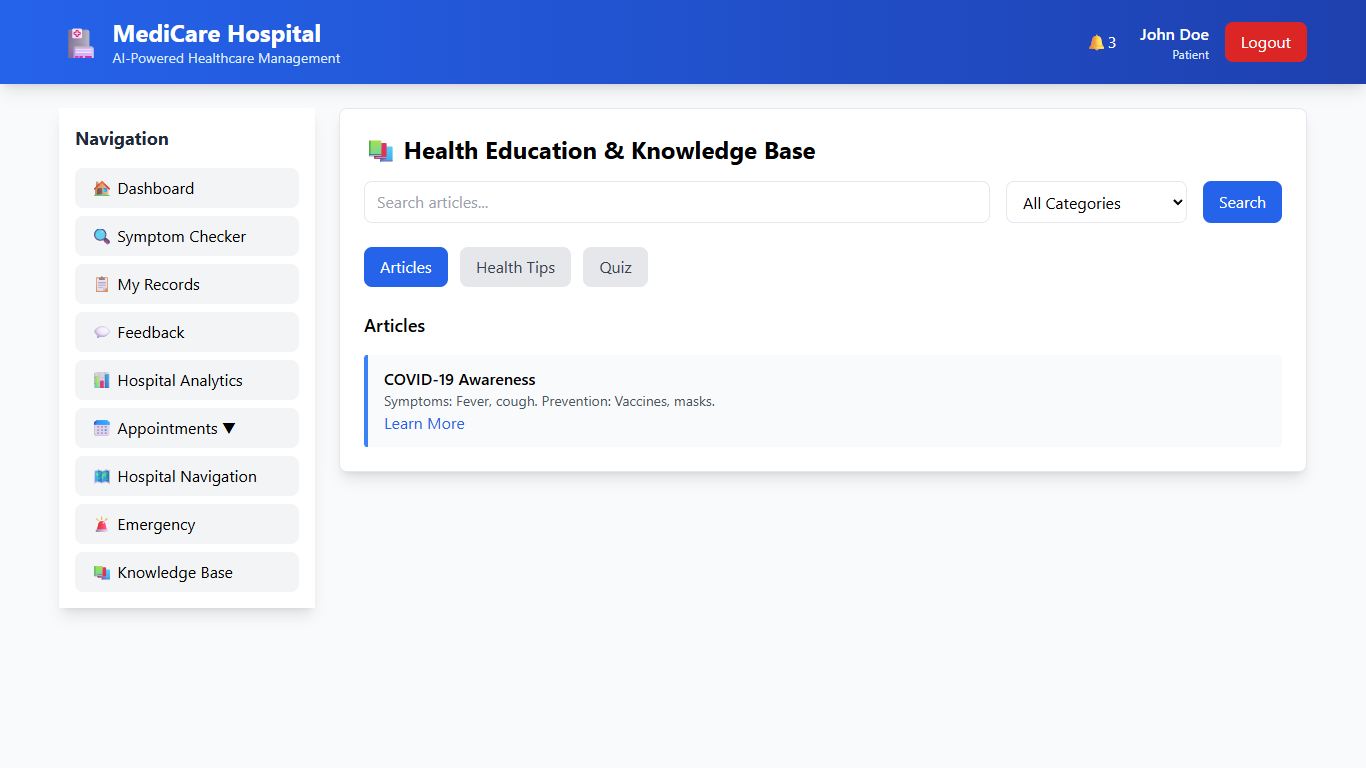 MediCare Hospital
AI-Powered Healthcare Management
3
John Doe
Patient
Logout
Navigation
Dashboard
Symptom Checker
My Records
Feedback
Hospital Analytics
Appointments ▼
Hospital Navigation
Emergency
Knowledge Base
Health Education & Knowledge Base
Search articles...
All Categories
Search
Articles
Health Tips
Quiz
Articles
COVID-19 Awareness
Symptoms: Fever, cough. Prevention: Vaccines, masks.
Learn More